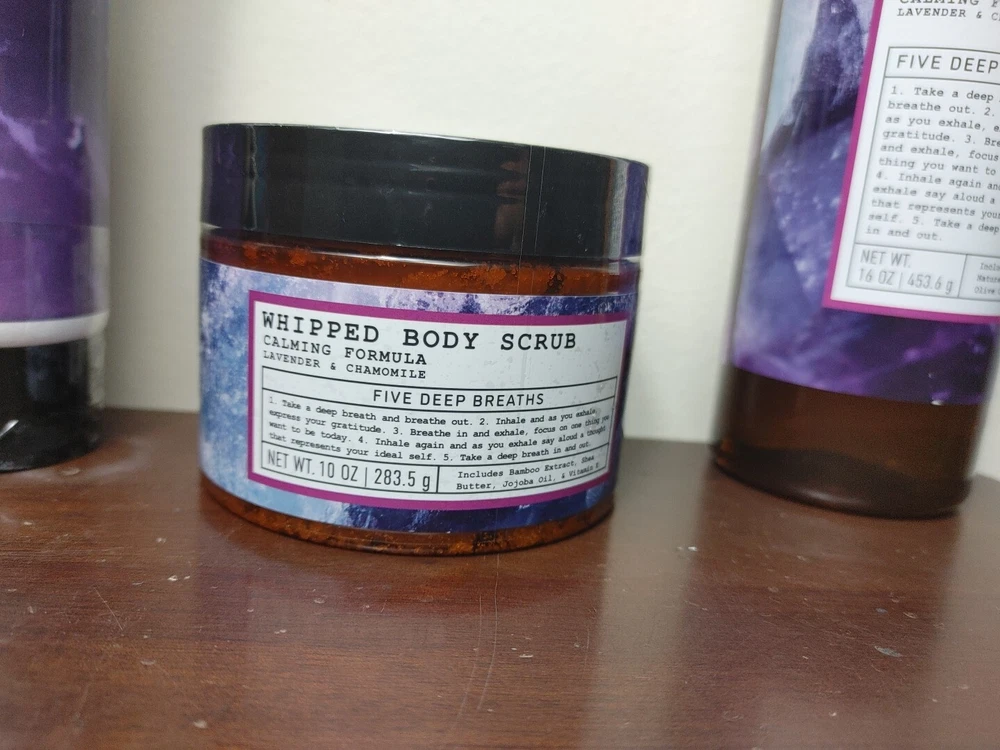 WHIPPED BODY SCRUB
CALMING FORMULA
LAVENDER & CHAMOMILE
FIVE DEEP BREATHS
1. Take a deep breath and breathe out. 2. Inhale and as you exhale,
express your gratitude. 3. Breathe in and exhale, focus on one thing you
want to be today. 4. Inhale again and as you exhale say aloud a thought
that represents your ideal self. 5. Take a deep breath in and out.
NET WT. 10 OZ | 283.5 g
Includes Bamboo Extract, Shea
Butter, Jojoba Oil, & Vitamin E
CALMING F
LAVENDER & C
FIVE DEEP
1. Take a deep
breathe out. 2.
as you exhale, e
gratitude. 3. Bre
and exhale, focus
thing you want to
4. Inhale again and
exhale say aloud a
that represents your
self. 5. Take a deep
in and out.
NET WT.
16 OZ | 453.6 g
Natura
Olive